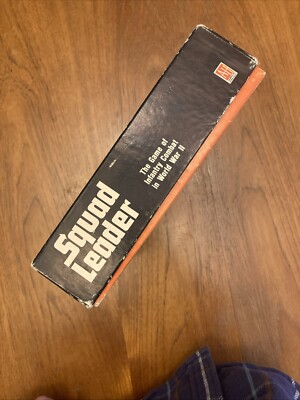 Squad
Leader
The Game of
Infantry Combat
in World War II